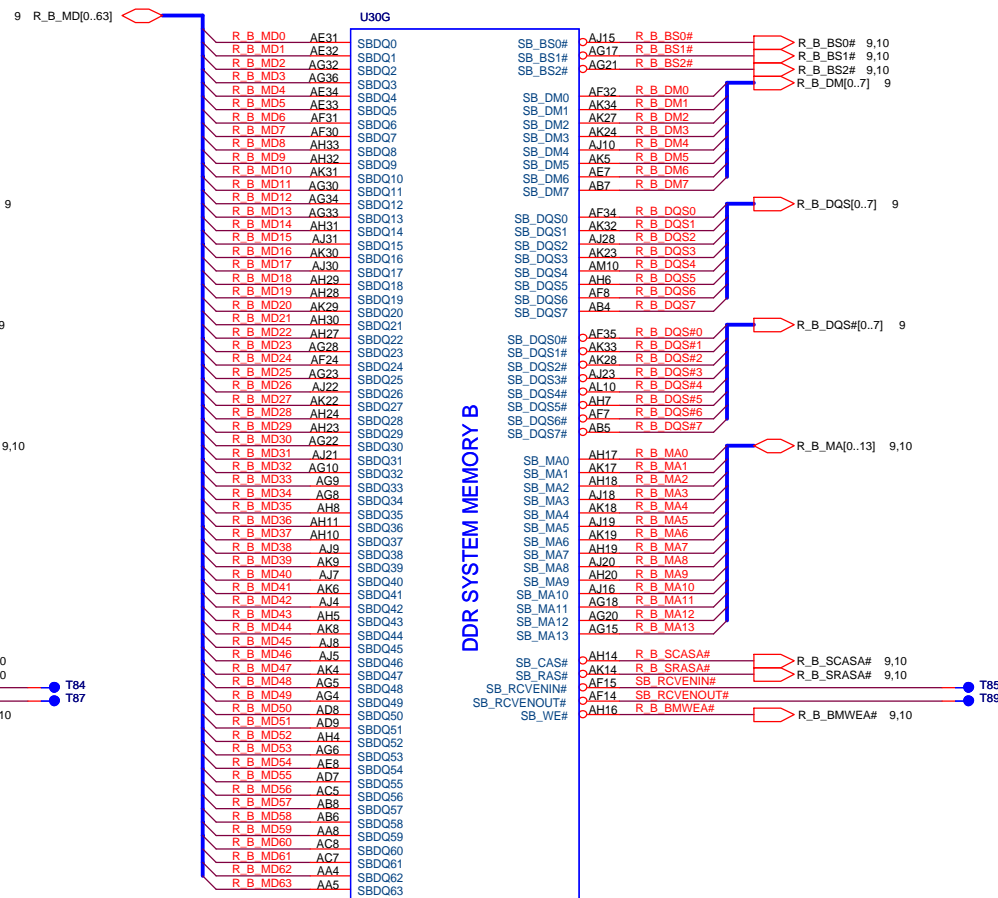 9 R_B_MD[0..63]
U30G
R_B_MD0 AE31 SBDQ0
R_B_MD1 AE32 SBDQ1
R_B_MD2 AG32 SBDQ2
R_B_MD3 AG36 SBDQ3
R_B_MD4 AE34 SBDQ4
R_B_MD5 AE33 SBDQ5
R_B_MD6 AF31 SBDQ6
R_B_MD7 AF30 SBDQ7
R_B_MD8 AH33 SBDQ8
R_B_MD9 AH32 SBDQ9
R_B_MD10 AK31 SBDQ10
R_B_MD11 AG30 SBDQ11
R_B_MD12 AG34 SBDQ12
R_B_MD13 AG33 SBDQ13
R_B_MD14 AH31 SBDQ14
R_B_MD15 AJ31 SBDQ15
R_B_MD16 AK30 SBDQ16
R_B_MD17 AJ30 SBDQ17
R_B_MD18 AH29 SBDQ18
R_B_MD19 AH28 SBDQ19
R_B_MD20 AK29 SBDQ20
R_B_MD21 AH30 SBDQ21
R_B_MD22 AH27 SBDQ22
R_B_MD23 AG28 SBDQ23
R_B_MD24 AF24 SBDQ24
R_B_MD25 AG23 SBDQ25
R_B_MD26 AJ22 SBDQ26
R_B_MD27 AK22 SBDQ27
R_B_MD28 AH24 SBDQ28
R_B_MD29 AH23 SBDQ29
R_B_MD30 AG22 SBDQ30
R_B_MD31 AJ21 SBDQ31
R_B_MD32 AG10 SBDQ32
R_B_MD33 AG9 SBDQ33
R_B_MD34 AG8 SBDQ34
R_B_MD35 AH8 SBDQ35
R_B_MD36 AH11 SBDQ36
R_B_MD37 AH10 SBDQ37
R_B_MD38 AJ9 SBDQ38
R_B_MD39 AK9 SBDQ39
R_B_MD40 AJ7 SBDQ40
R_B_MD41 AK6 SBDQ41
R_B_MD42 AJ4 SBDQ42
R_B_MD43 AH5 SBDQ43
R_B_MD44 AK8 SBDQ44
R_B_MD45 AJ8 SBDQ45
R_B_MD46 AJ5 SBDQ46
R_B_MD47 AK4 SBDQ47
R_B_MD48 AG5 SBDQ48
R_B_MD49 AG4 SBDQ49
R_B_MD50 AD8 SBDQ50
R_B_MD51 AD9 SBDQ51
R_B_MD52 AH4 SBDQ52
R_B_MD53 AG6 SBDQ53
R_B_MD54 AE8 SBDQ54
R_B_MD55 AD7 SBDQ55
R_B_MD56 AC5 SBDQ56
R_B_MD57 AB8 SBDQ57
R_B_MD58 AB6 SBDQ58
R_B_MD59 AA8 SBDQ59
R_B_MD60 AC8 SBDQ60
R_B_MD61 AC7 SBDQ61
R_B_MD62 AA4 SBDQ62
R_B_MD63 AA5 SBDQ63
DDR SYSTEM MEMORY B
SB_BS0# AJ15 R_B_BS0# R_B_BS0# 9,10
SB_BS1# AG17 R_B_BS1# R_B_BS1# 9,10
SB_BS2# AG21 R_B_BS2# R_B_BS2# 9,10
R_B_DM[0..7] 9
SB_DM0 AF32 R_B_DM0
SB_DM1 AK34 R_B_DM1
SB_DM2 AK27 R_B_DM2
SB_DM3 AK24 R_B_DM3
SB_DM4 AJ10 R_B_DM4
SB_DM5 AK5 R_B_DM5
SB_DM6 AE7 R_B_DM6
SB_DM7 AB7 R_B_DM7
R_B_DQS[0..7] 9
SB_DQS0 AF34 R_B_DQS0
SB_DQS1 AK32 R_B_DQS1
SB_DQS2 AJ28 R_B_DQS2
SB_DQS3 AK23 R_B_DQS3
SB_DQS4 AM10 R_B_DQS4
SB_DQS5 AH6 R_B_DQS5
SB_DQS6 AF8 R_B_DQS6
SB_DQS7 AB4 R_B_DQS7
R_B_DQS#[0..7] 9
SB_DQS0# AF35 R_B_DQS#0
SB_DQS1# AK33 R_B_DQS#1
SB_DQS2# AK28 R_B_DQS#2
SB_DQS3# AJ23 R_B_DQS#3
SB_DQS4# AL10 R_B_DQS#4
SB_DQS5# AH7 R_B_DQS#5
SB_DQS6# AF7 R_B_DQS#6
SB_DQS7# AB5 R_B_DQS#7
R_B_MA[0..13] 9,10
SB_MA0 AH17 R_B_MA0
SB_MA1 AK17 R_B_MA1
SB_MA2 AH18 R_B_MA2
SB_MA3 AJ18 R_B_MA3
SB_MA4 AK18 R_B_MA4
SB_MA5 AJ19 R_B_MA5
SB_MA6 AK19 R_B_MA6
SB_MA7 AH19 R_B_MA7
SB_MA8 AJ20 R_B_MA8
SB_MA9 AH20 R_B_MA9
SB_MA10 AJ16 R_B_MA10
SB_MA11 AG18 R_B_MA11
SB_MA12 AG20 R_B_MA12
SB_MA13 AG15 R_B_MA13
SB_CAS# AH14 R_B_SCASA# R_B_SCASA# 9,10
SB_RAS# AK14 R_B_SRASA# R_B_SRASA# 9,10
SB_RCVENIN# AF15 SB_RCVENIN# T85
SB_RCVENOUT# AF14 SB_RCVENOUT# T89
SB_WE# AH16 R_B_BMWEA# R_B_BMWEA# 9,10
9
9
9,10
0
0
T84
T87
10